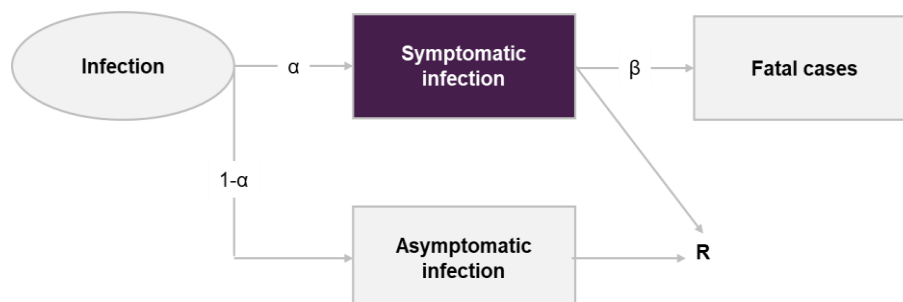 Infection
α
Symptomatic
infection
β
Fatal cases
1-α
Asymptomatic
infection
R